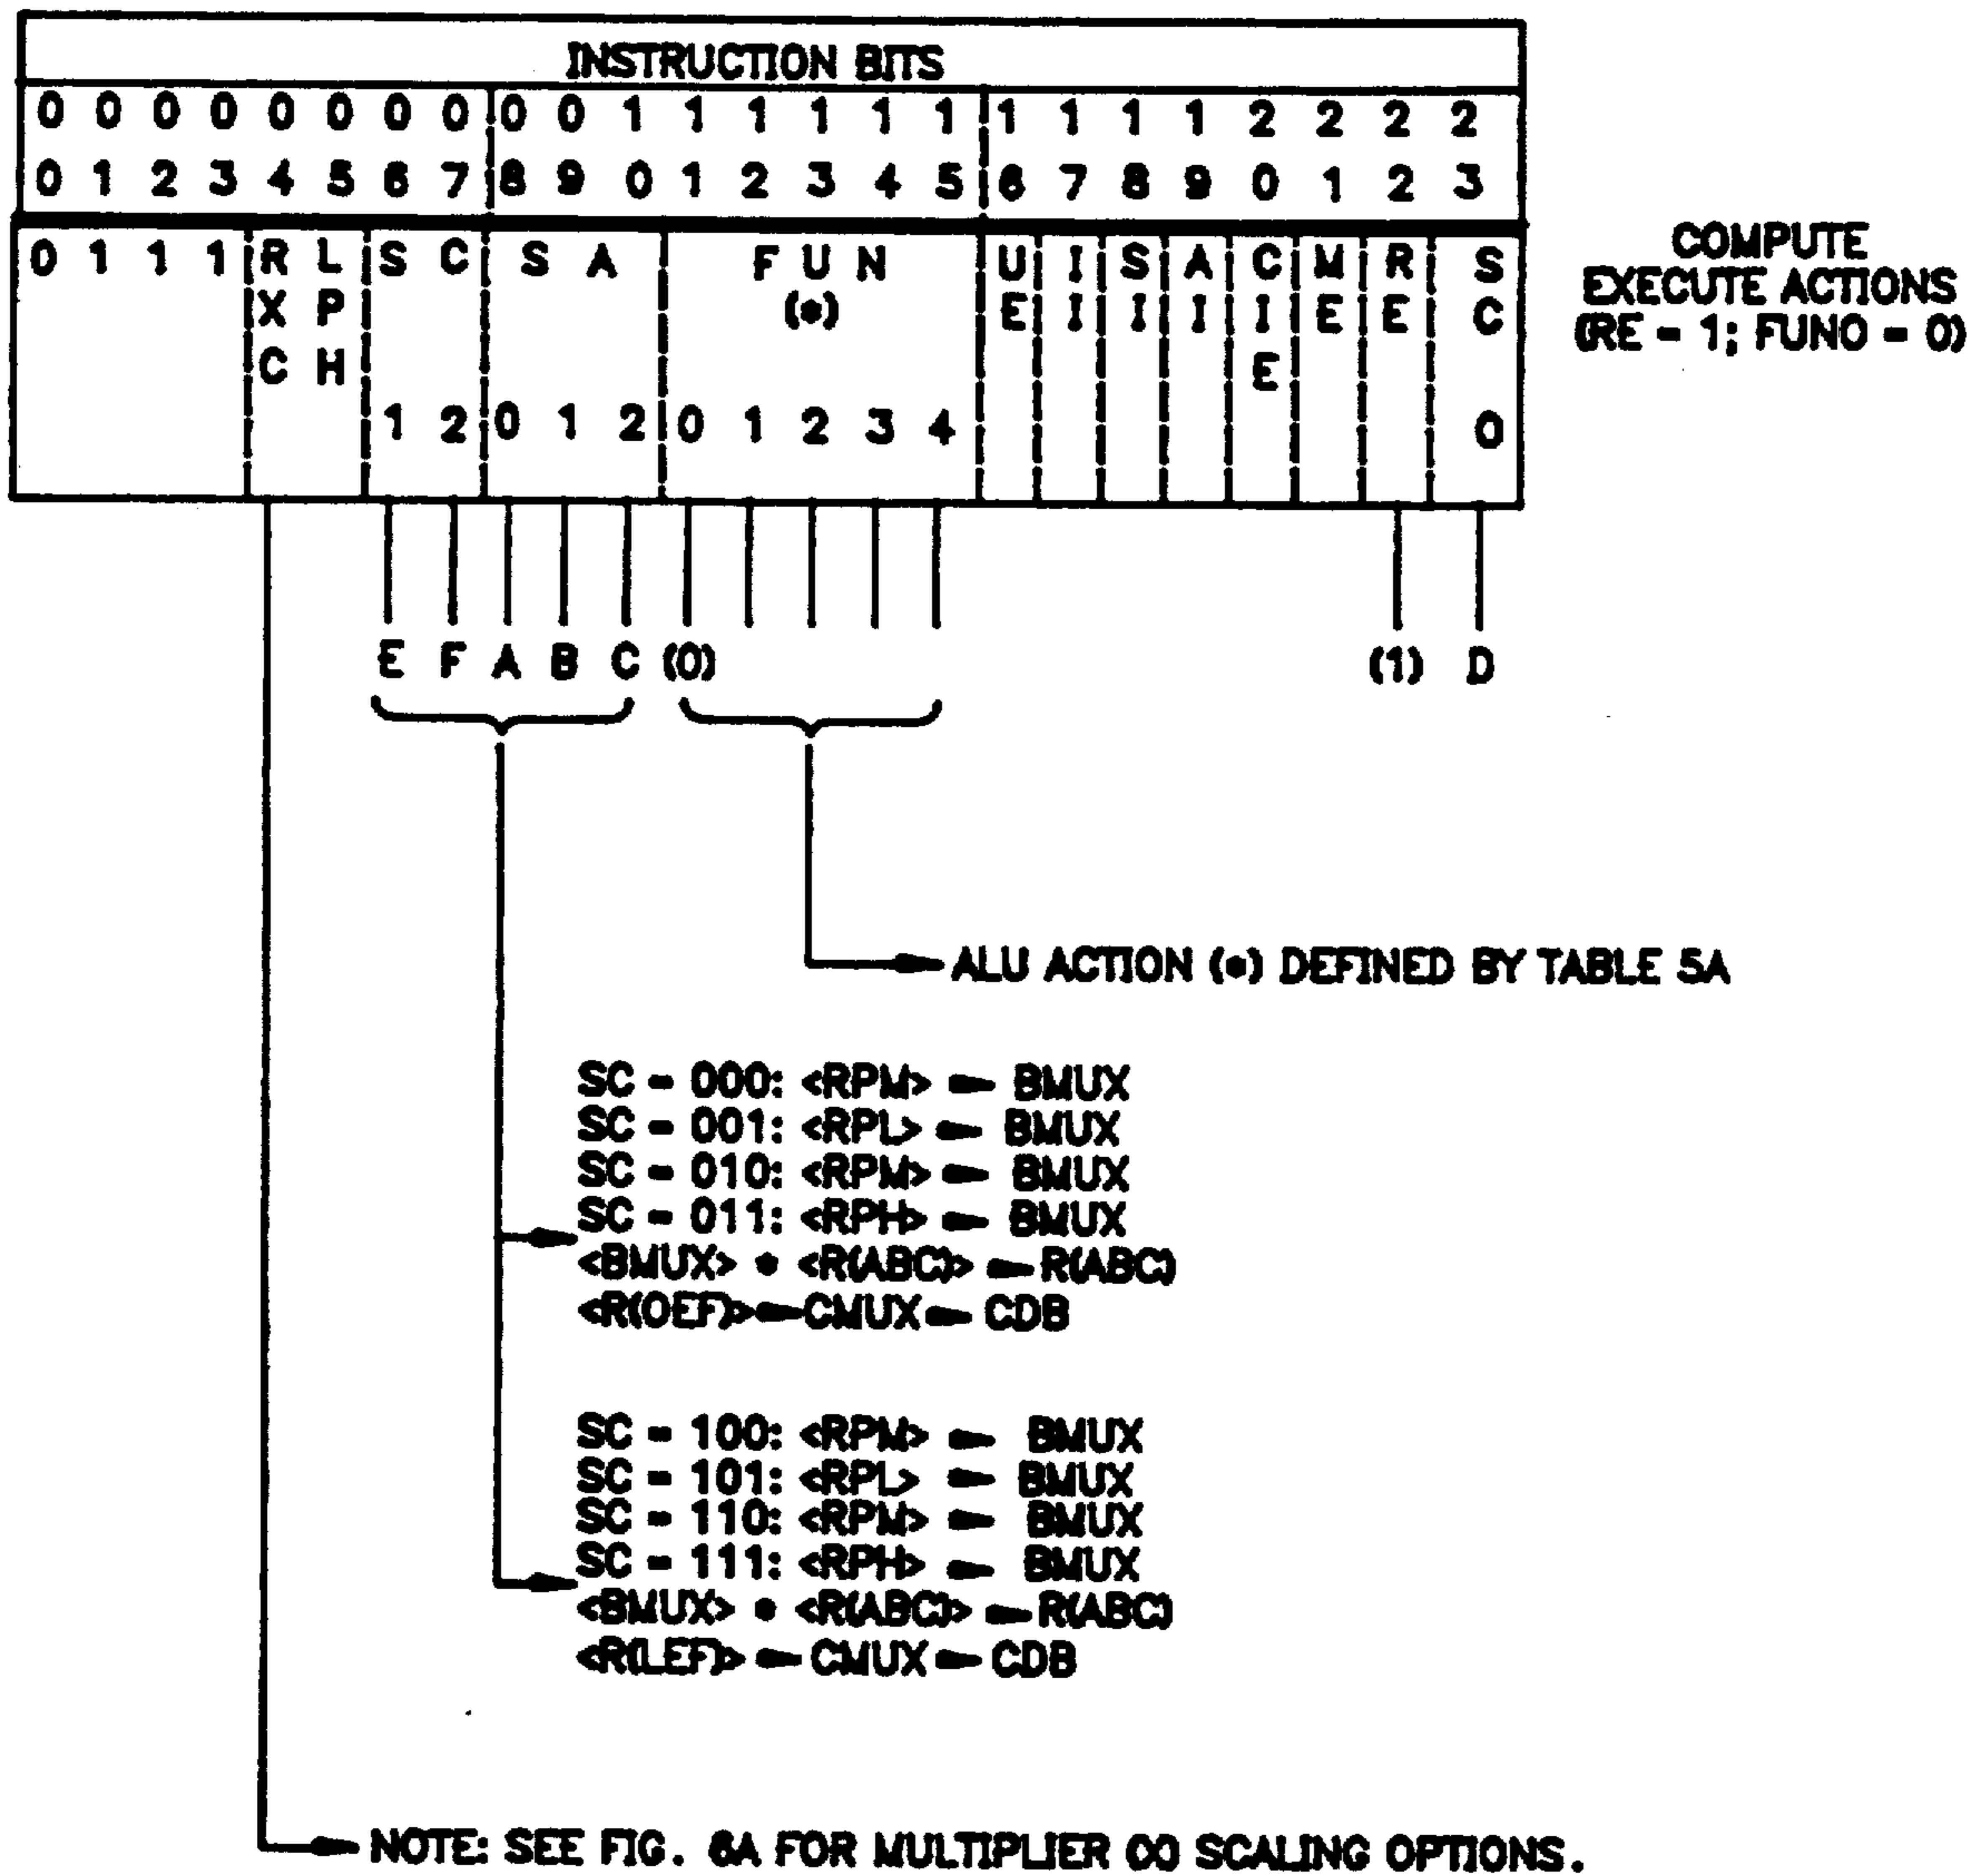 INSTRUCTION BITS
0 0 0 0 0 0 0 0 0 0 1 1 1 1 1 1 1 1 1 1 2 2 2 2
0 1 2 3 4 5 6 7 8 9 0 1 2 3 4 5 6 7 8 9 0 1 2 3
0 1 1 1 R L S C S A F U N U I S A C M R S
X P (•) E I I I I E E C
C H E
1 2 0 1 2 0 1 2 3 4 0
COMPUTE
EXECUTE ACTIONS
(RE = 1; FUN0 = 0)
E F A B C (0) (1) D
ALU ACTION (•) DEFINED BY TABLE 5A
SC = 000: <RPM> → BMUX
SC = 001: <RPL> → BMUX
SC = 010: <RPM> → BMUX
SC = 011: <RPH> → BMUX
<BMUX> • <R(ABC)> → R(ABC)
<R(0EF)> → CMUX → CDB
SC = 100: <RPM> → BMUX
SC = 101: <RPL> → BMUX
SC = 110: <RPM> → BMUX
SC = 111: <RPH> → BMUX
<BMUX> • <R(ABC)> → R(ABC)
<R(LEF)> → CMUX → CDB
NOTE: SEE FIG. 6A FOR MULTIPLIER (X) SCALING OPTIONS.